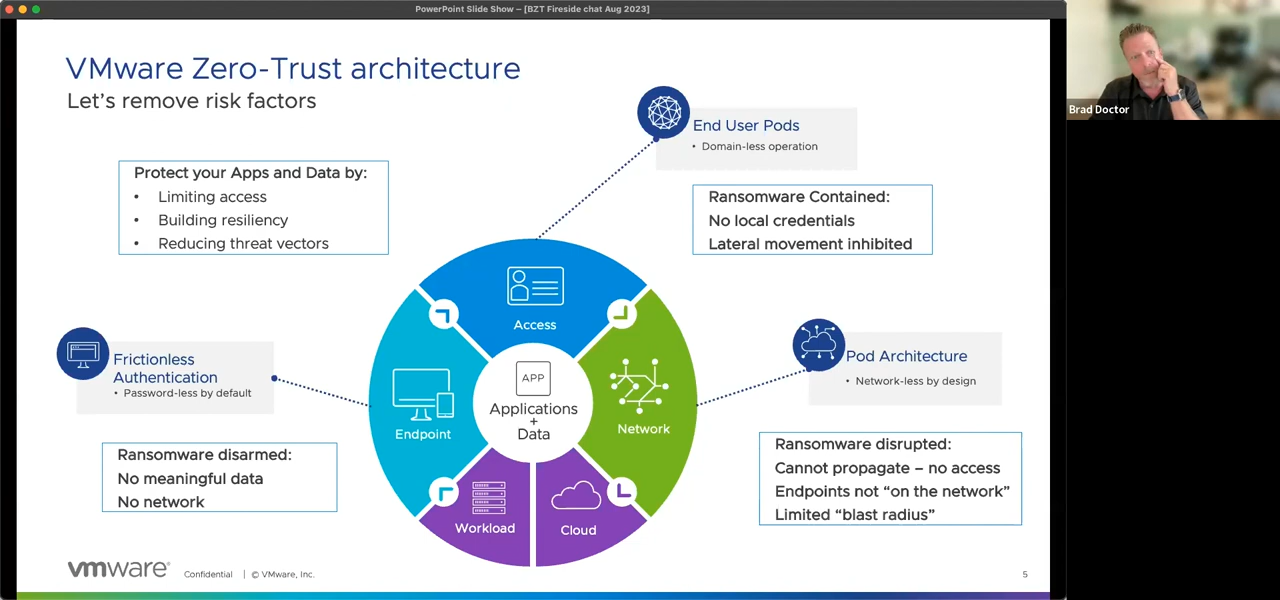 PowerPoint Slide Show – [BZT Fireside chat Aug 2023]
VMware Zero-Trust architecture
Let’s remove risk factors
Protect your Apps and Data by:
• Limiting access
• Building resiliency
• Reducing threat vectors
End User Pods
• Domain-less operation
Ransomware Contained:
No local credentials
Lateral movement inhibited
Frictionless
Authentication
• Password-less by default
Ransomware disarmed:
No meaningful data
No network
Access
Endpoint
Network
Workload
Cloud
APP
Applications
+
Data
Pod Architecture
• Network-less by design
Ransomware disrupted:
Cannot propagate – no access
Endpoints not “on the network”
Limited “blast radius”
vmware®
Confidential | © VMware, Inc.
5
Brad Doctor